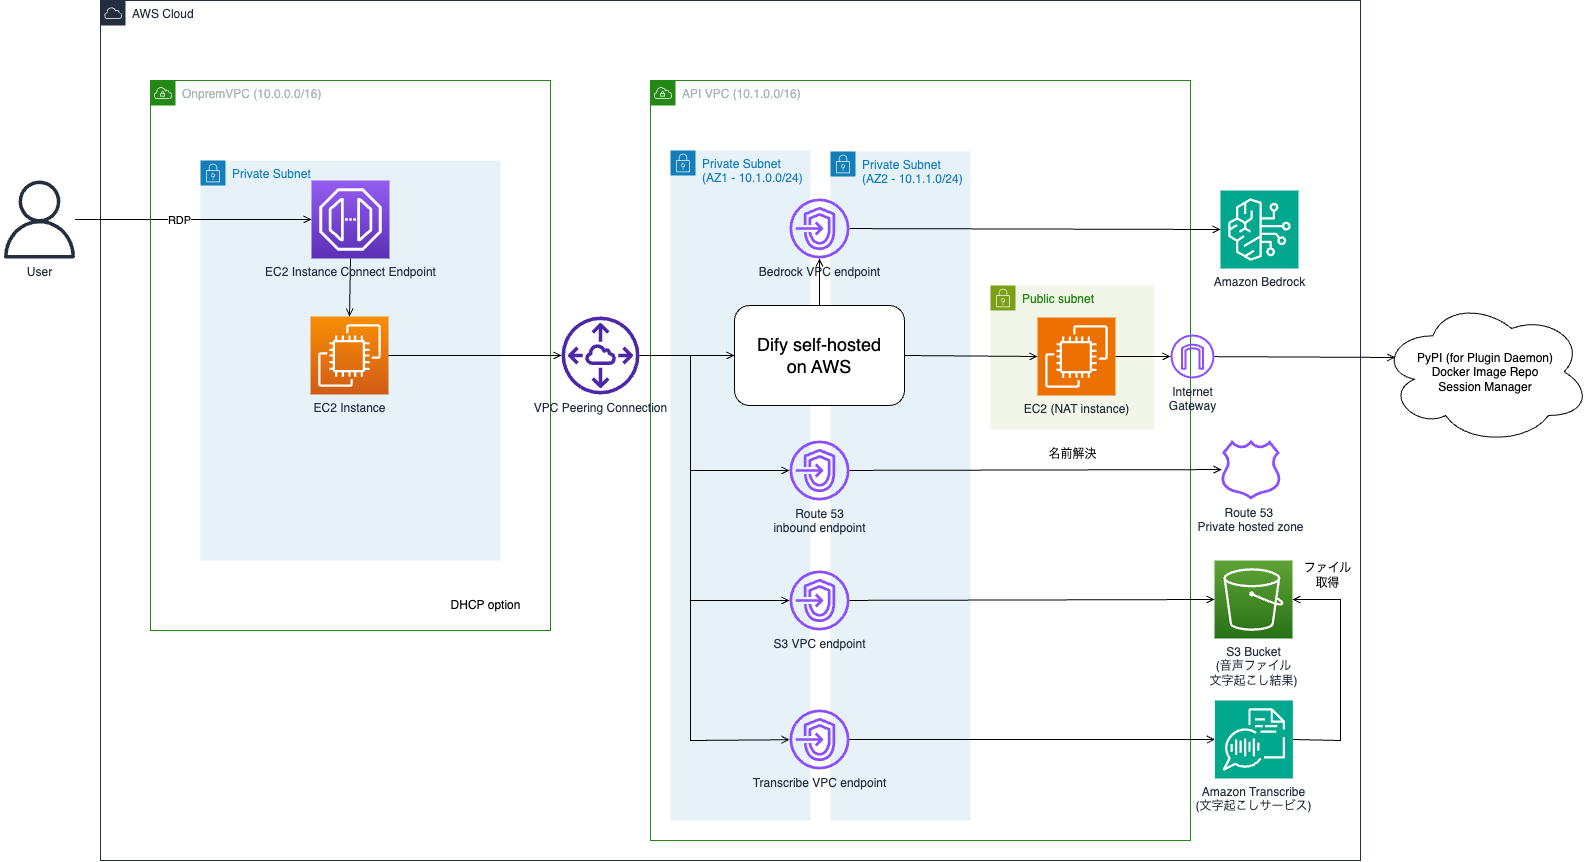 AWS Cloud
OnpremVPC (10.0.0.0/16)
API VPC (10.1.0.0/16)
Private Subnet
Private Subnet
(AZ1 - 10.1.0.0/24)
Private Subnet
(AZ2 - 10.1.1.0/24)
RDP
User
EC2 Instance Connect Endpoint
Bedrock VPC endpoint
Amazon Bedrock
Public subnet
Dify self-hosted
on AWS
PyPI (for Plugin Daemon)
Docker Image Repo
Session Manager
EC2 Instance
VPC Peering Connection
EC2 (NAT instance)
Internet
Gateway
名前解決
Route 53
inbound endpoint
Route 53
Private hosted zone
ファイル
取得
DHCP option
S3 VPC endpoint
S3 Bucket
(音声ファイル
文字起こし結果)
Transcribe VPC endpoint
Amazon Transcribe
(文字起こしサービス)